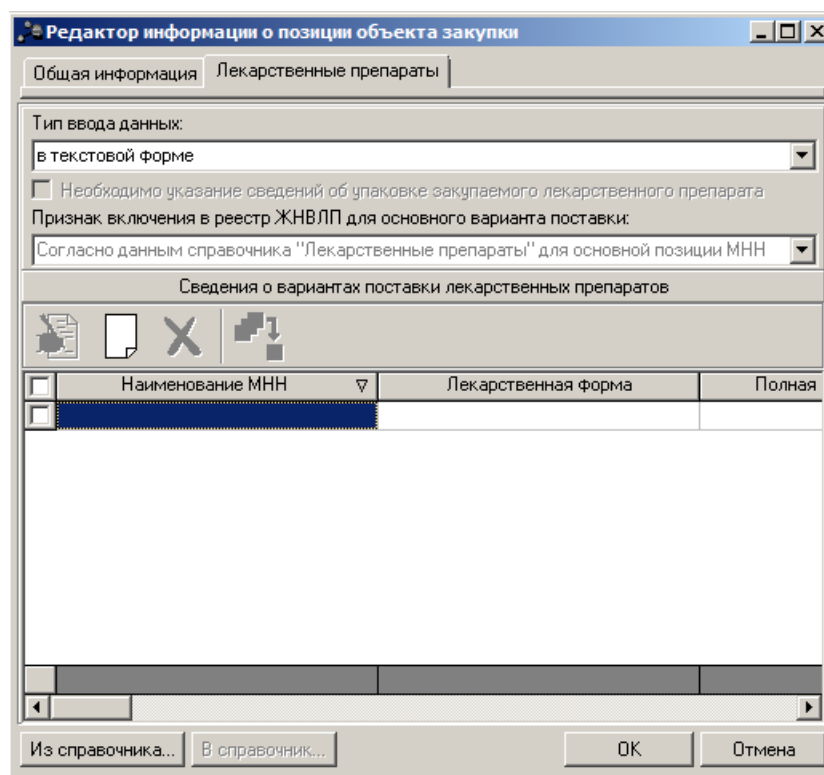 Редактор информации о позиции объекта закупки
Общая информация Лекарственные препараты
Тип ввода данных:
в текстовой форме
Необходимо указание сведений об упаковке закупаемого лекарственного препарата
Признак включения в реестр ЖНВЛП для основного варианта поставки:
Согласно данным справочника "Лекарственные препараты" для основной позиции МНН
Сведения о вариантах поставки лекарственных препаратов
Наименование МНН Лекарственная форма Полная
Из справочника... В справочник... OK Отмена